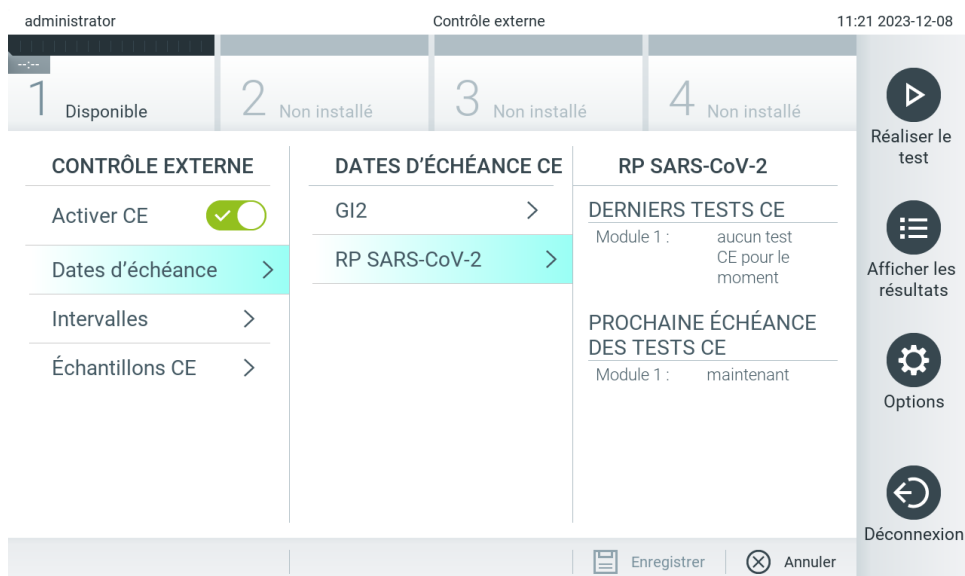 administrator
Contrôle externe
11:21 2023-12-08
--:--
1 Disponible
2 Non installé
3 Non installé
4 Non installé
CONTRÔLE EXTERNE
Activer CE
Dates d’échéance
Intervalles
Échantillons CE
DATES D’ÉCHÉANCE CE
GI2
RP SARS-CoV-2
RP SARS-CoV-2
DERNIERS TESTS CE
Module 1 : aucun test
CE pour le
moment
PROCHAINE ÉCHÉANCE
DES TESTS CE
Module 1 : maintenant
Réaliser le
test
Afficher les
résultats
Options
Déconnexion
Enregistrer
Annuler